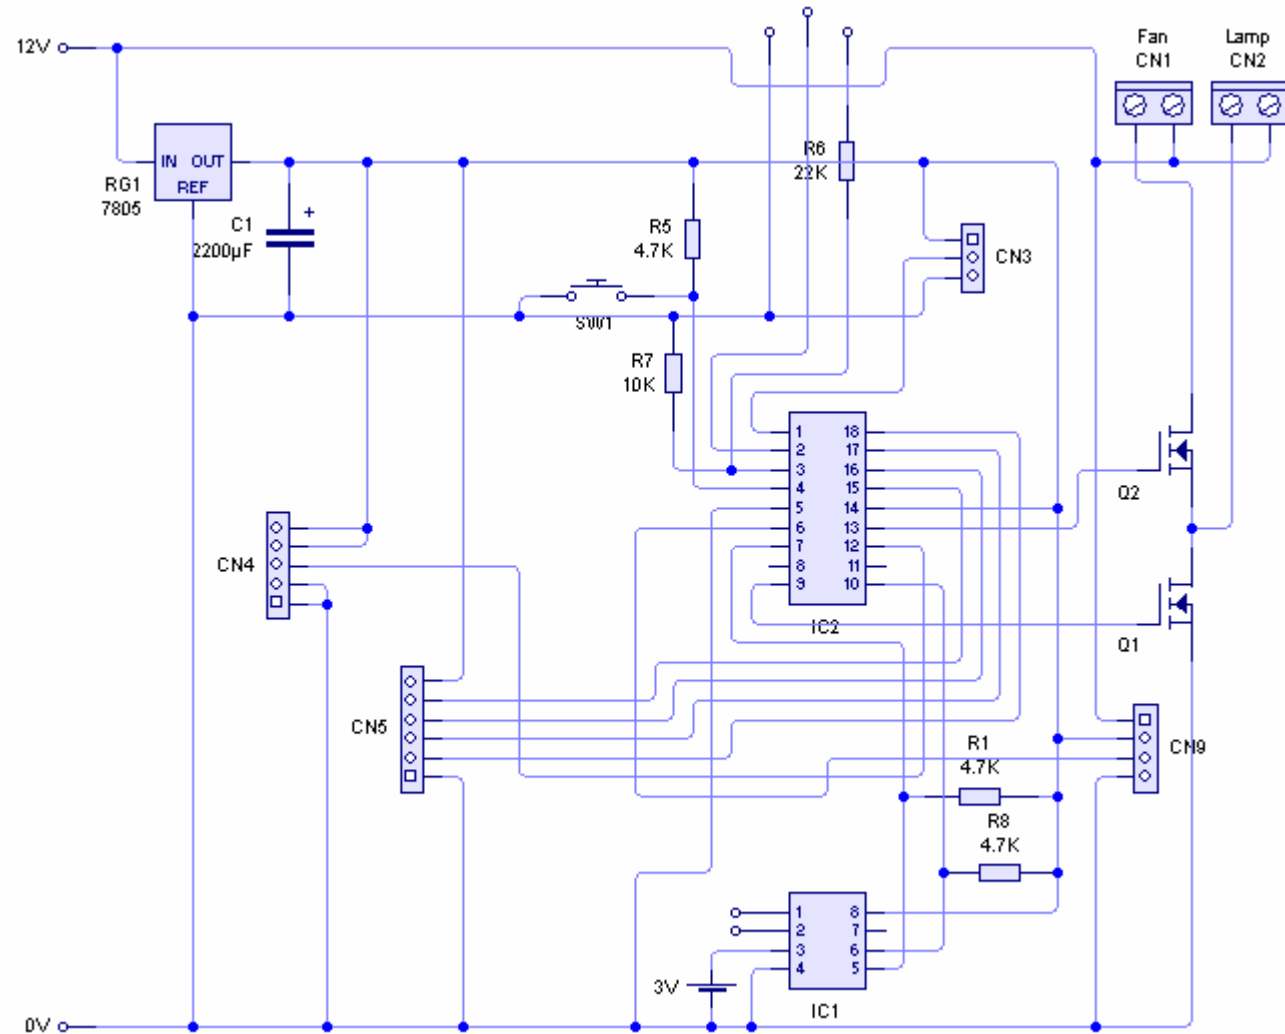 12V
Fan
CN1
Lamp
CN2
IN OUT
REF
RG1
7805
C1
+
2200µF
R6
22K
R5
4.7K
CN3
SW1
R7
10K
1 18
2 17
3 16
4 15
5 14
6 13
7 12
8 11
9 10
IC2
Q2
CN4
Q1
CN5
CN9
R1
4.7K
R8
4.7K
1 8
2 7
3 6
4 5
3V
IC1
0V